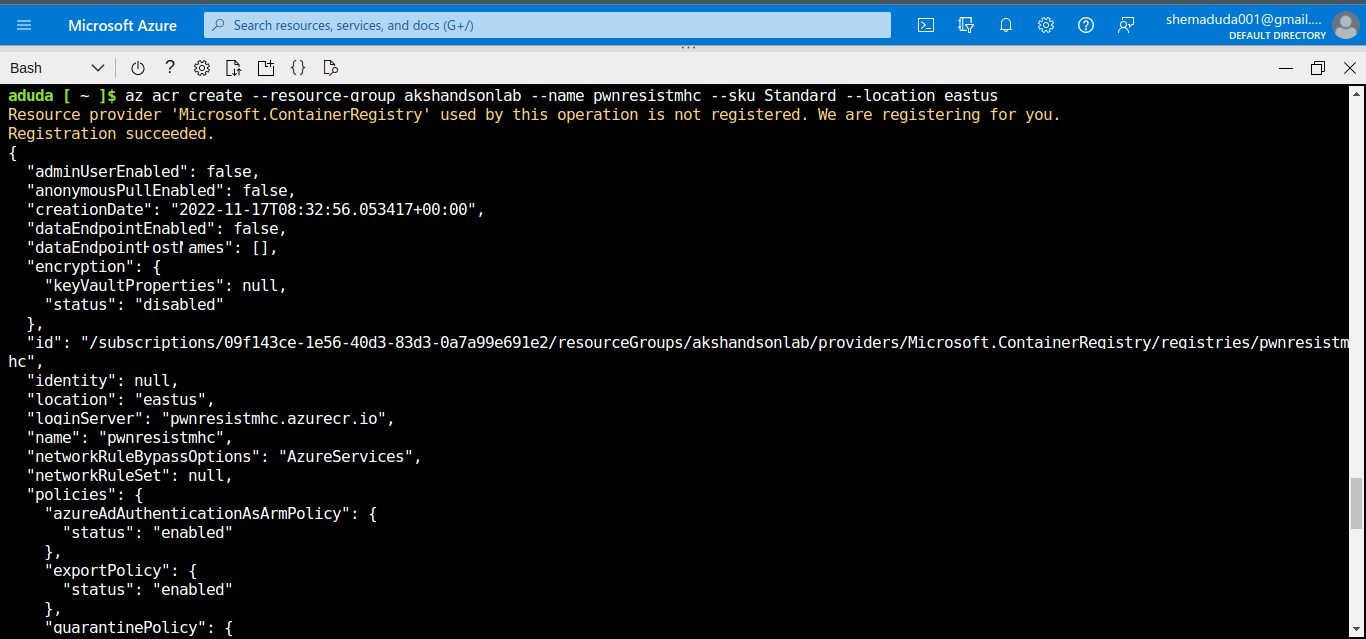 Microsoft Azure
Search resources, services, and docs (G+/)
shemaduda001@gmail....
DEFAULT DIRECTORY
Bash
aduda [ ~ ]$ az acr create --resource-group akshandsonlab --name pwnresistmhc --sku Standard --location eastus
Resource provider 'Microsoft.ContainerRegistry' used by this operation is not registered. We are registering for you.
Registration succeeded.
{
"adminUserEnabled": false,
"anonymousPullEnabled": false,
"creationDate": "2022-11-17T08:32:56.053417+00:00",
"dataEndpointEnabled": false,
"dataEndpointHostNames": [],
"encryption": {
"keyVaultProperties": null,
"status": "disabled"
},
"id": "/subscriptions/09f143ce-1e56-40d3-83d3-0a7a99e691e2/resourceGroups/akshandsonlab/providers/Microsoft.ContainerRegistry/registries/pwnresistm
hc",
"identity": null,
"location": "eastus",
"loginServer": "pwnresistmhc.azurecr.io",
"name": "pwnresistmhc",
"networkRuleBypassOptions": "AzureServices",
"networkRuleSet": null,
"policies": {
"azureAdAuthenticationAsArmPolicy": {
"status": "enabled"
},
"exportPolicy": {
"status": "enabled"
},
"quarantinePolicy": {